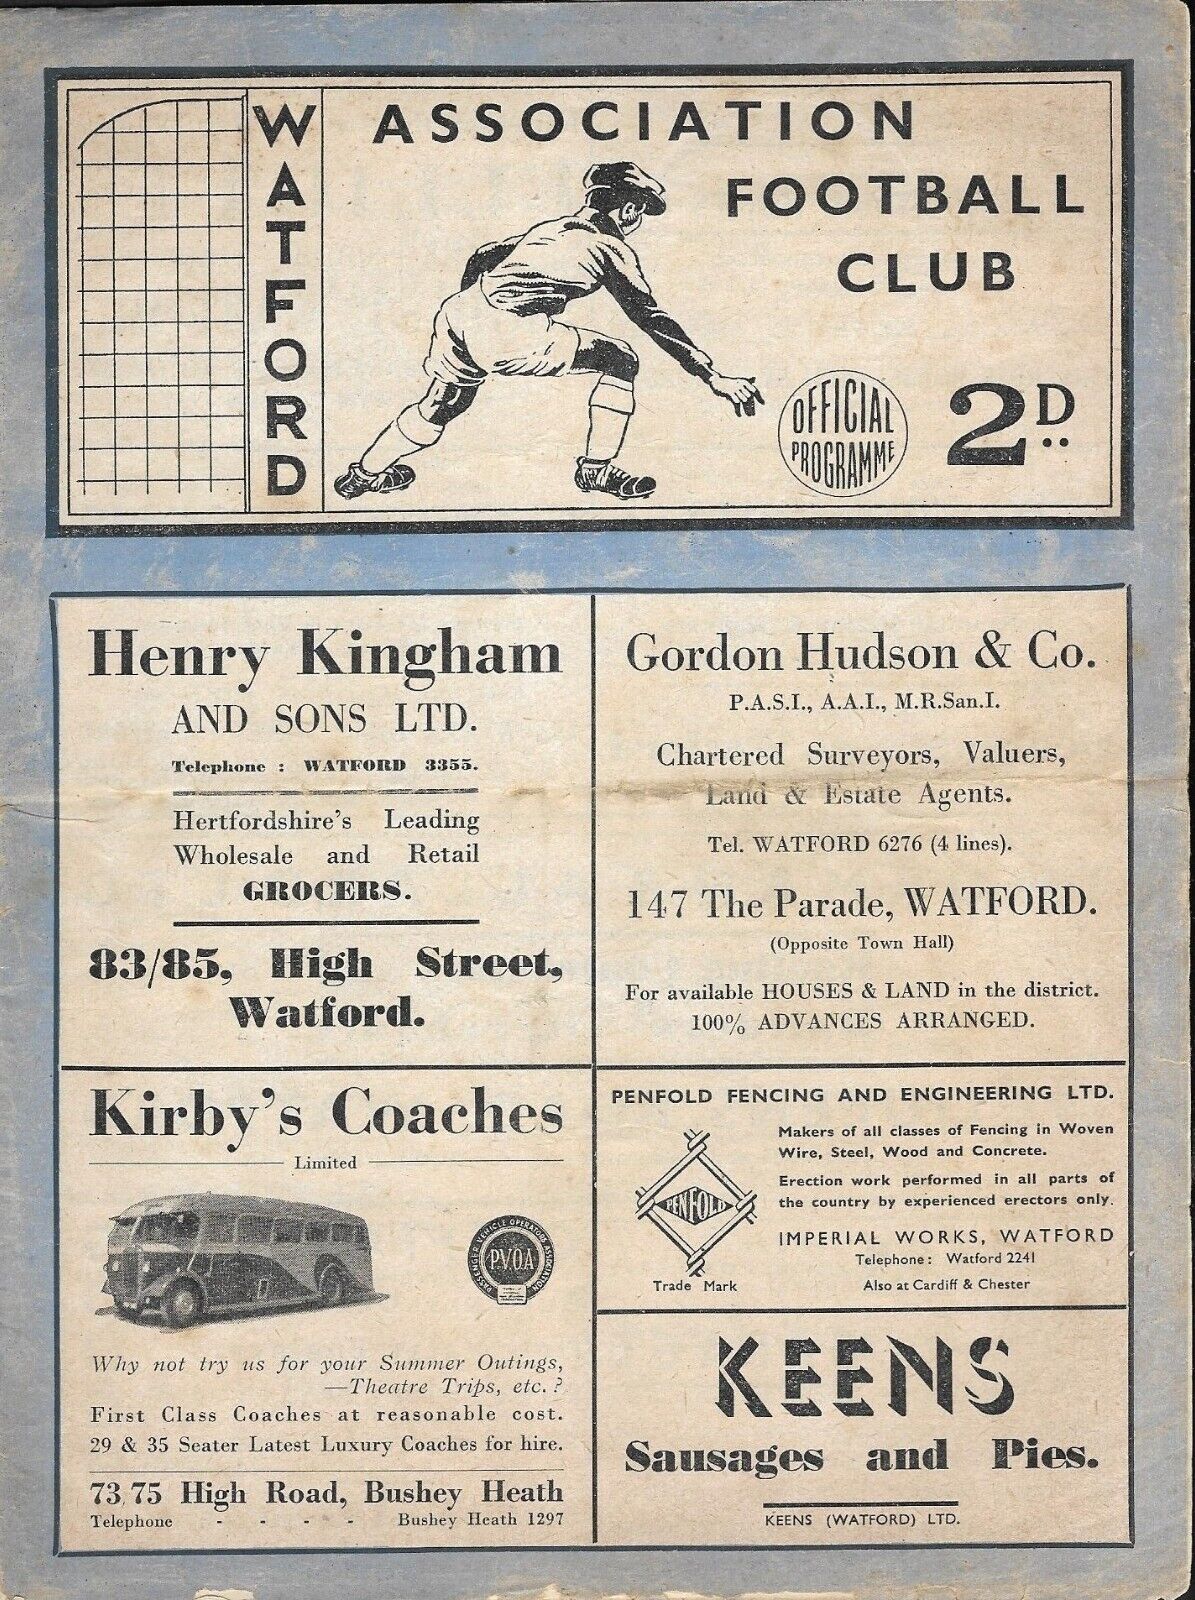 WATFORD
ASSOCIATION
FOOTBALL
CLUB
OFFICIAL
PROGRAMME
2D
Henry Kingham
AND SONS LTD.
Telephone : WATFORD 3355.
Hertfordshire's Leading
Wholesale and Retail
GROCERS.
83/85, High Street,
Watford.
Gordon Hudson & Co.
P.A.S.I., A.A.I., M.R.San.I.
Chartered Surveyors, Valuers,
Land & Estate Agents.
Tel. WATFORD 6276 (4 lines).
147 The Parade, WATFORD.
(Opposite Town Hall)
For available HOUSES & LAND in the district.
100% ADVANCES ARRANGED.
Kirby's Coaches
Limited
PASSENGER VEHICLE OPERATORS ASSOCIATION
P.V.O.A
Why not try us for your Summer Outings,
—Theatre Trips, etc.?
First Class Coaches at reasonable cost.
29 & 35 Seater Latest Luxury Coaches for hire.
73, 75 High Road, Bushey Heath
Telephone - - - - Bushey Heath 1297
PENFOLD FENCING AND ENGINEERING LTD.
PENFOLD
Trade Mark
Makers of all classes of Fencing in Woven
Wire, Steel, Wood and Concrete.
Erection work performed in all parts of
the country by experienced erectors only.
IMPERIAL WORKS, WATFORD
Telephone: Watford 2241
Also at Cardiff & Chester
KEENS
Sausages and Pies.
KEENS (WATFORD) LTD.